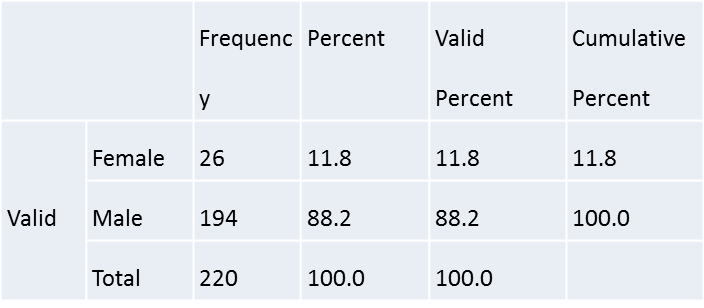 Frequenc Percent Valid Cumulative
y Percent Percent
Female 26 11.8 11.8 11.8
Valid Male 194 88.2 88.2 100.0
Total 220 100.0 100.0